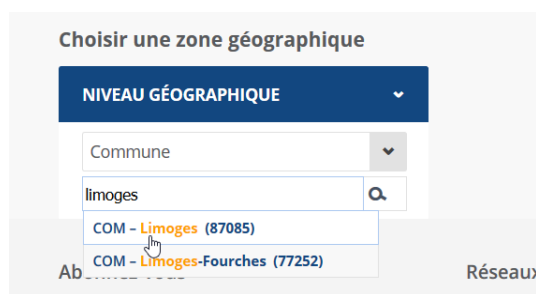 Choisir une zone géographique
NIVEAU GÉOGRAPHIQUE
Commune
limoges
COM – Limoges (87085)
COM – Limoges-Fourches (77252)
Réseaux